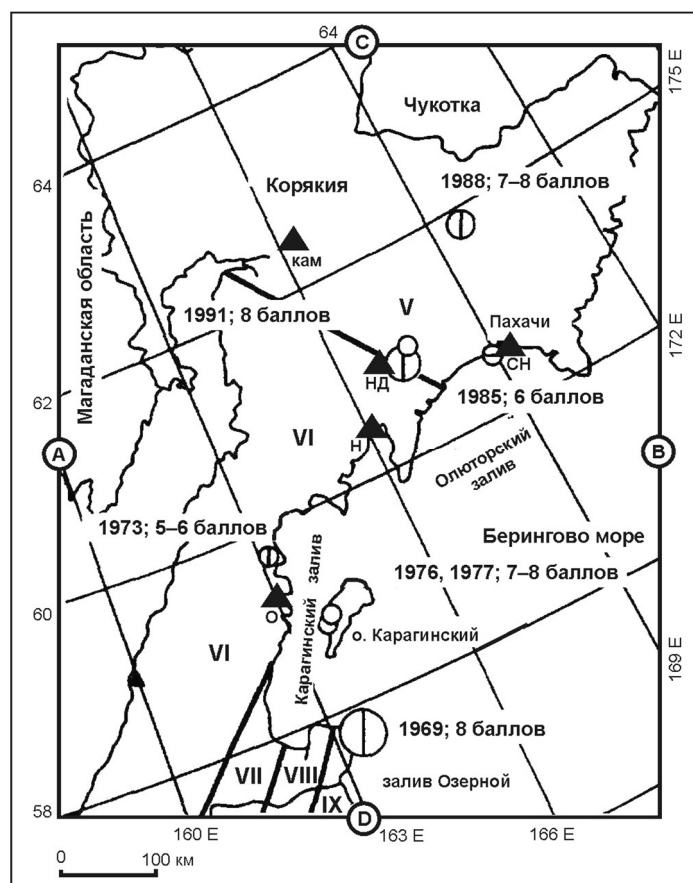 64
C
175 E
Чукотка
64
Корякия
1988; 7–8 баллов
Магаданская область
кам
1991; 8 баллов
V
Пахачи
172 E
НД
СН
62
1985; 6 баллов
VI
Н
A
B
Олюторский
залив
1973; 5–6 баллов
Берингово море
1976, 1977; 7–8 баллов
Карагинский залив
60
О
о. Карагинский
VI
169 E
1969; 8 баллов
VII
VIII
залив Озерной
IX
58
D
160 E
163 E
166 E
0
100 км